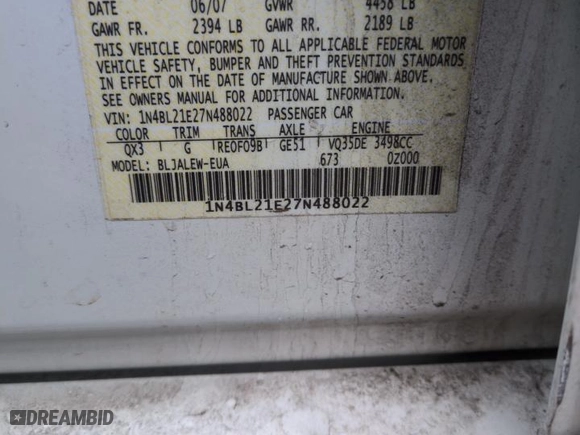 DATE 06/07 GVWR 4458 LB
GAWR FR. 2394 LB GAWR RR. 2189 LB
THIS VEHICLE CONFORMS TO ALL APPLICABLE FEDERAL MOTOR
VEHICLE SAFETY, BUMPER AND THEFT PREVENTION STANDARDS
IN EFFECT ON THE DATE OF MANUFACTURE SHOWN ABOVE.
SEE OWNERS MANUAL FOR ADDITIONAL INFORMATION.
VIN: 1N4BL21E27N488022 PASSENGER CAR
COLOR TRIM TRANS AXLE ENGINE
QX3 G RE0F09B GE51 VQ35DE 3498CC
MODEL: BLJALEW-EUA 673 0Z000
1N4BL21E27N488022
DREAMBID